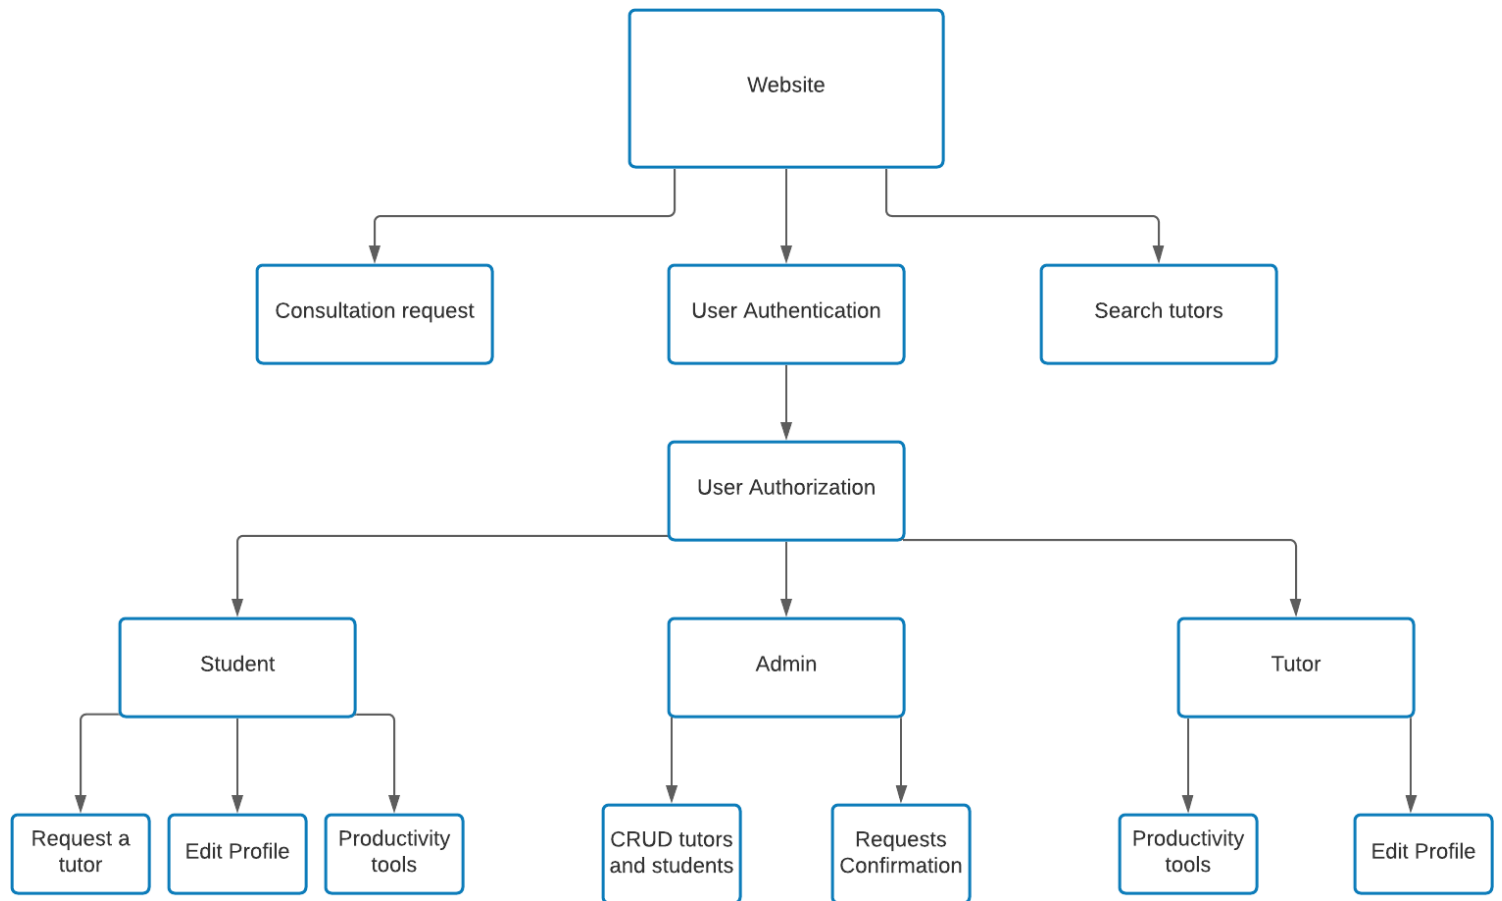 Website
Consultation request
User Authentication
Search tutors
User Authorization
Student
Admin
Tutor
Request a
tutor
Edit Profile
Productivity
tools
CRUD tutors
and students
Requests
Confirmation
Productivity
tools
Edit Profile